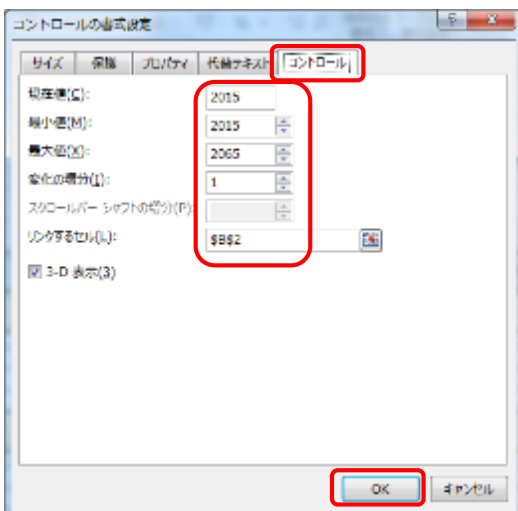 コントロールの書式設定
サイズ 保護 プロパティ 代替テキスト コントロール
現在値(C): 2015
最小値(M): 2015
最大値(X): 2065
変化の増分(I): 1
スクロールバー シャフトの増分(P):
リンクするセル(L): $B$2
3-D 表示(3)
OK キャンセル